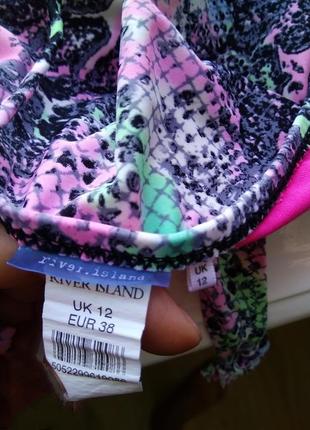 river.island
RIVER ISLAND
UK 12
EUR 38
UK
12